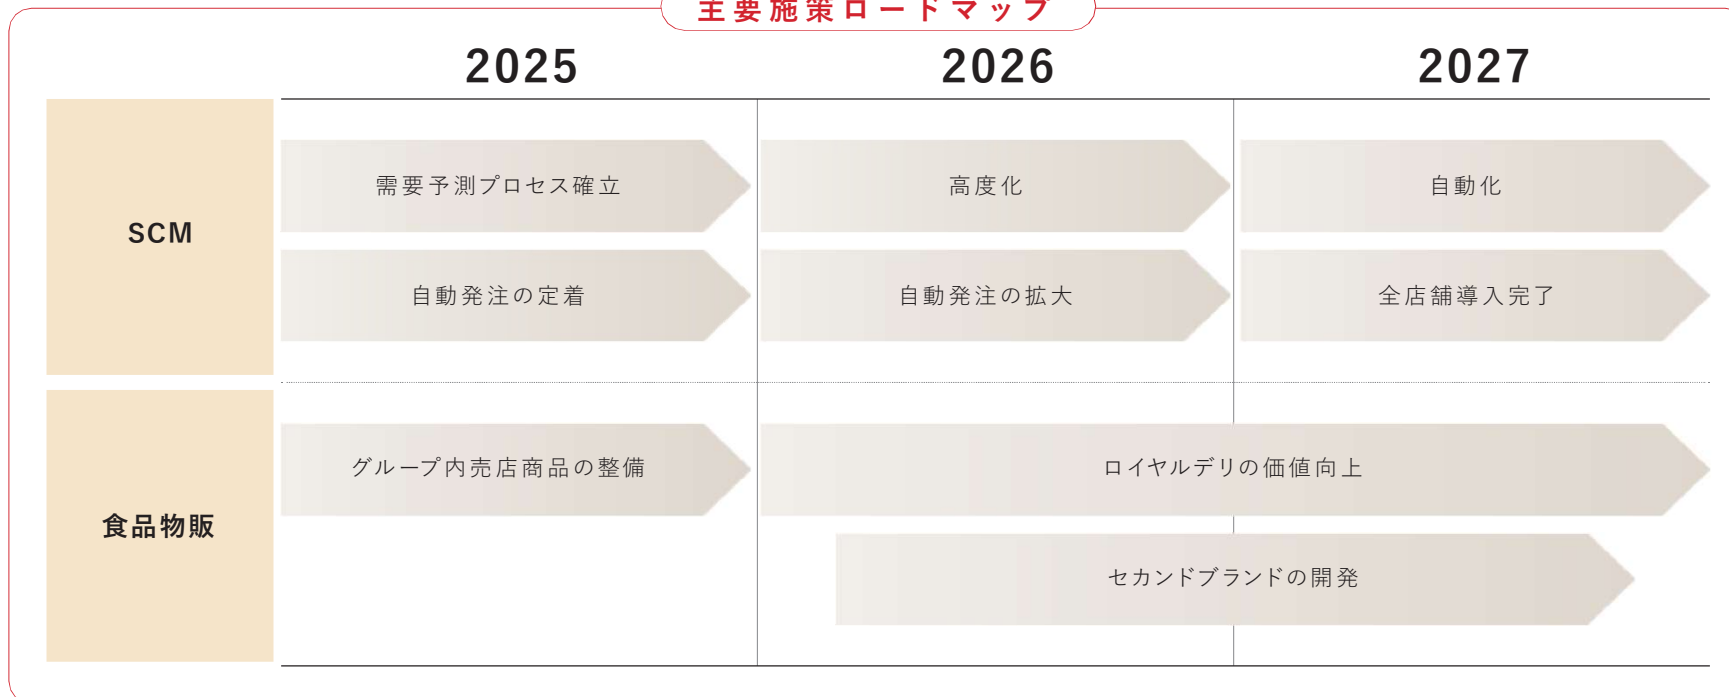 主要施策ロードマップ
2025 2026 2027
SCM
需要予測プロセス確立 高度化 自動化
自動発注の定着 自動発注の拡大 全店舗導入完了
食品物販
グループ内売店商品の整備 ロイヤルデリの価値向上
セカンドブランドの開発